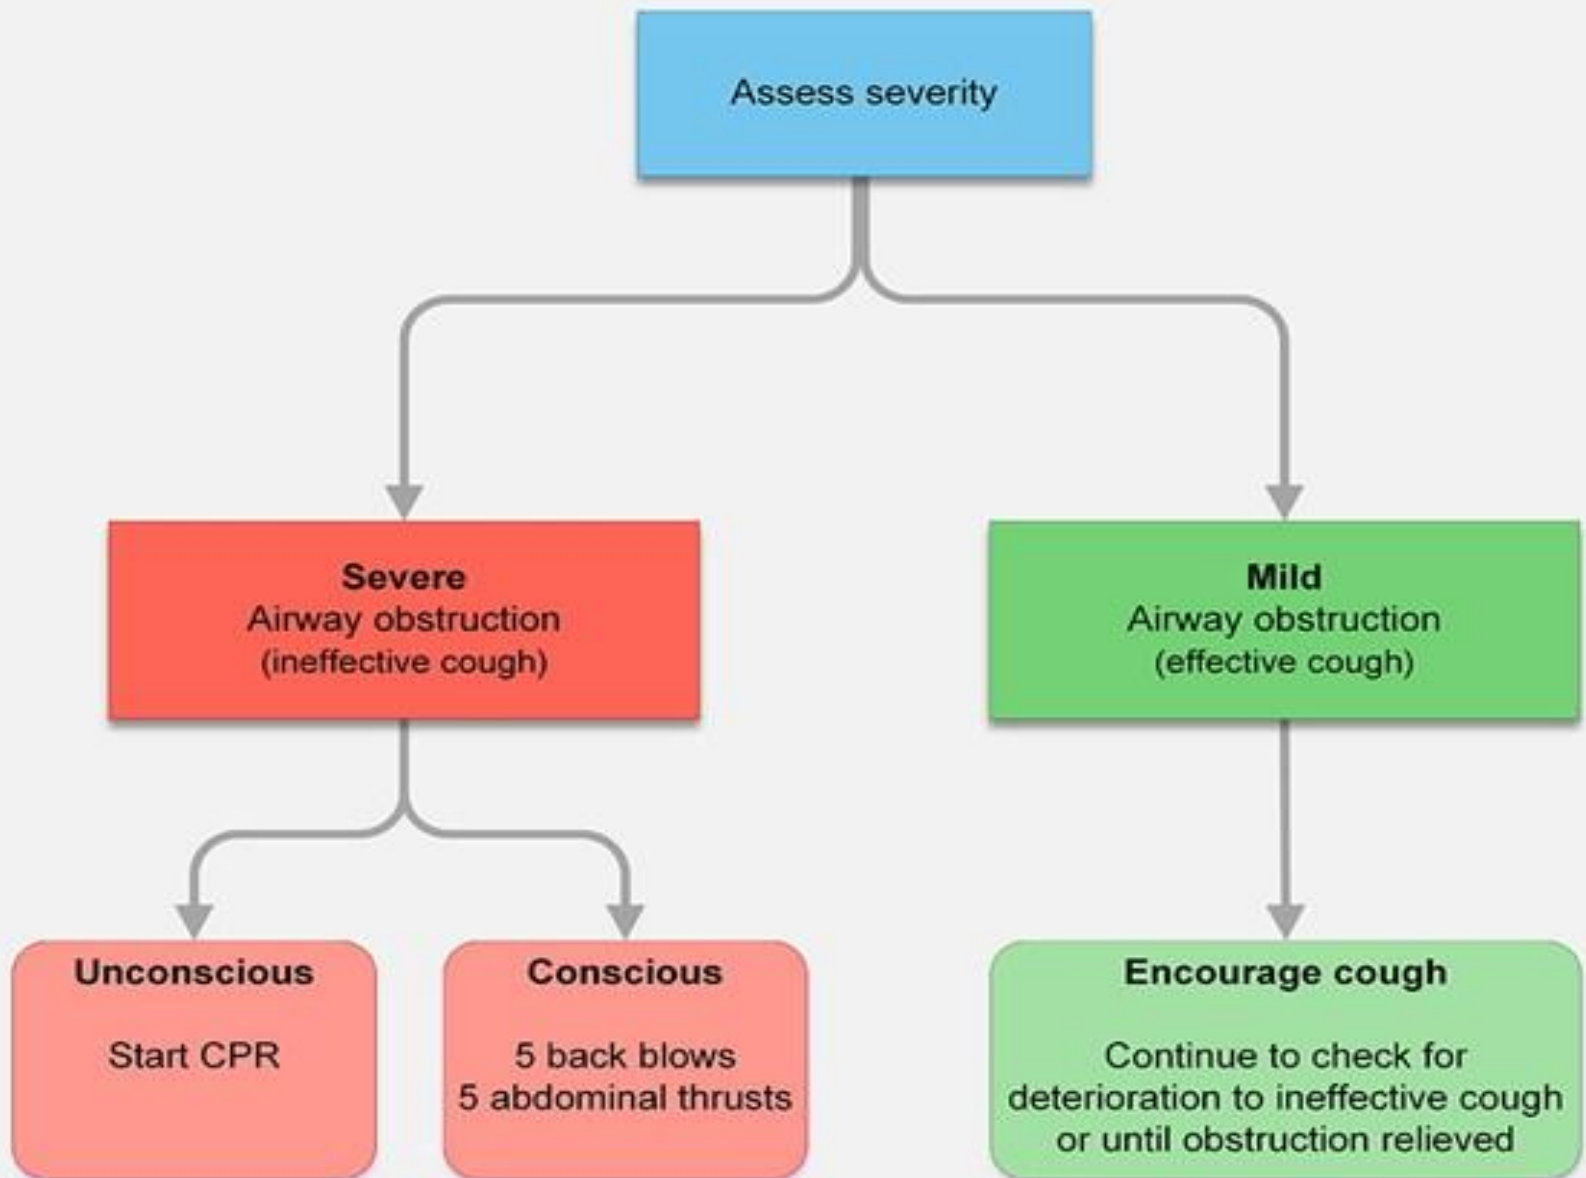 Assess severity
Severe
Airway obstruction
(ineffective cough)
Mild
Airway obstruction
(effective cough)
Unconscious
Start CPR
Conscious
5 back blows
5 abdominal thrusts
Encourage cough
Continue to check for
deterioration to ineffective cough
or until obstruction relieved